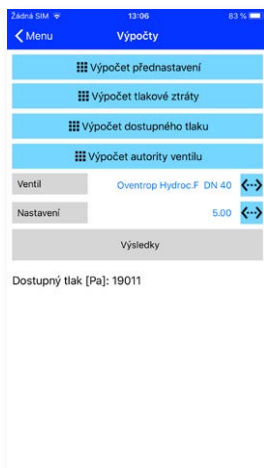 Žádná SIM 13:06 83 %
Menu Výpočty
Výpočet přednastavení
Výpočet tlakové ztráty
Výpočet dostupného tlaku
Výpočet autority ventilu
Ventil Oventrop Hydroc.F DN 40 <-->
Nastavení 5.00 <-->
Výsledky
Dostupný tlak [Pa]: 19011